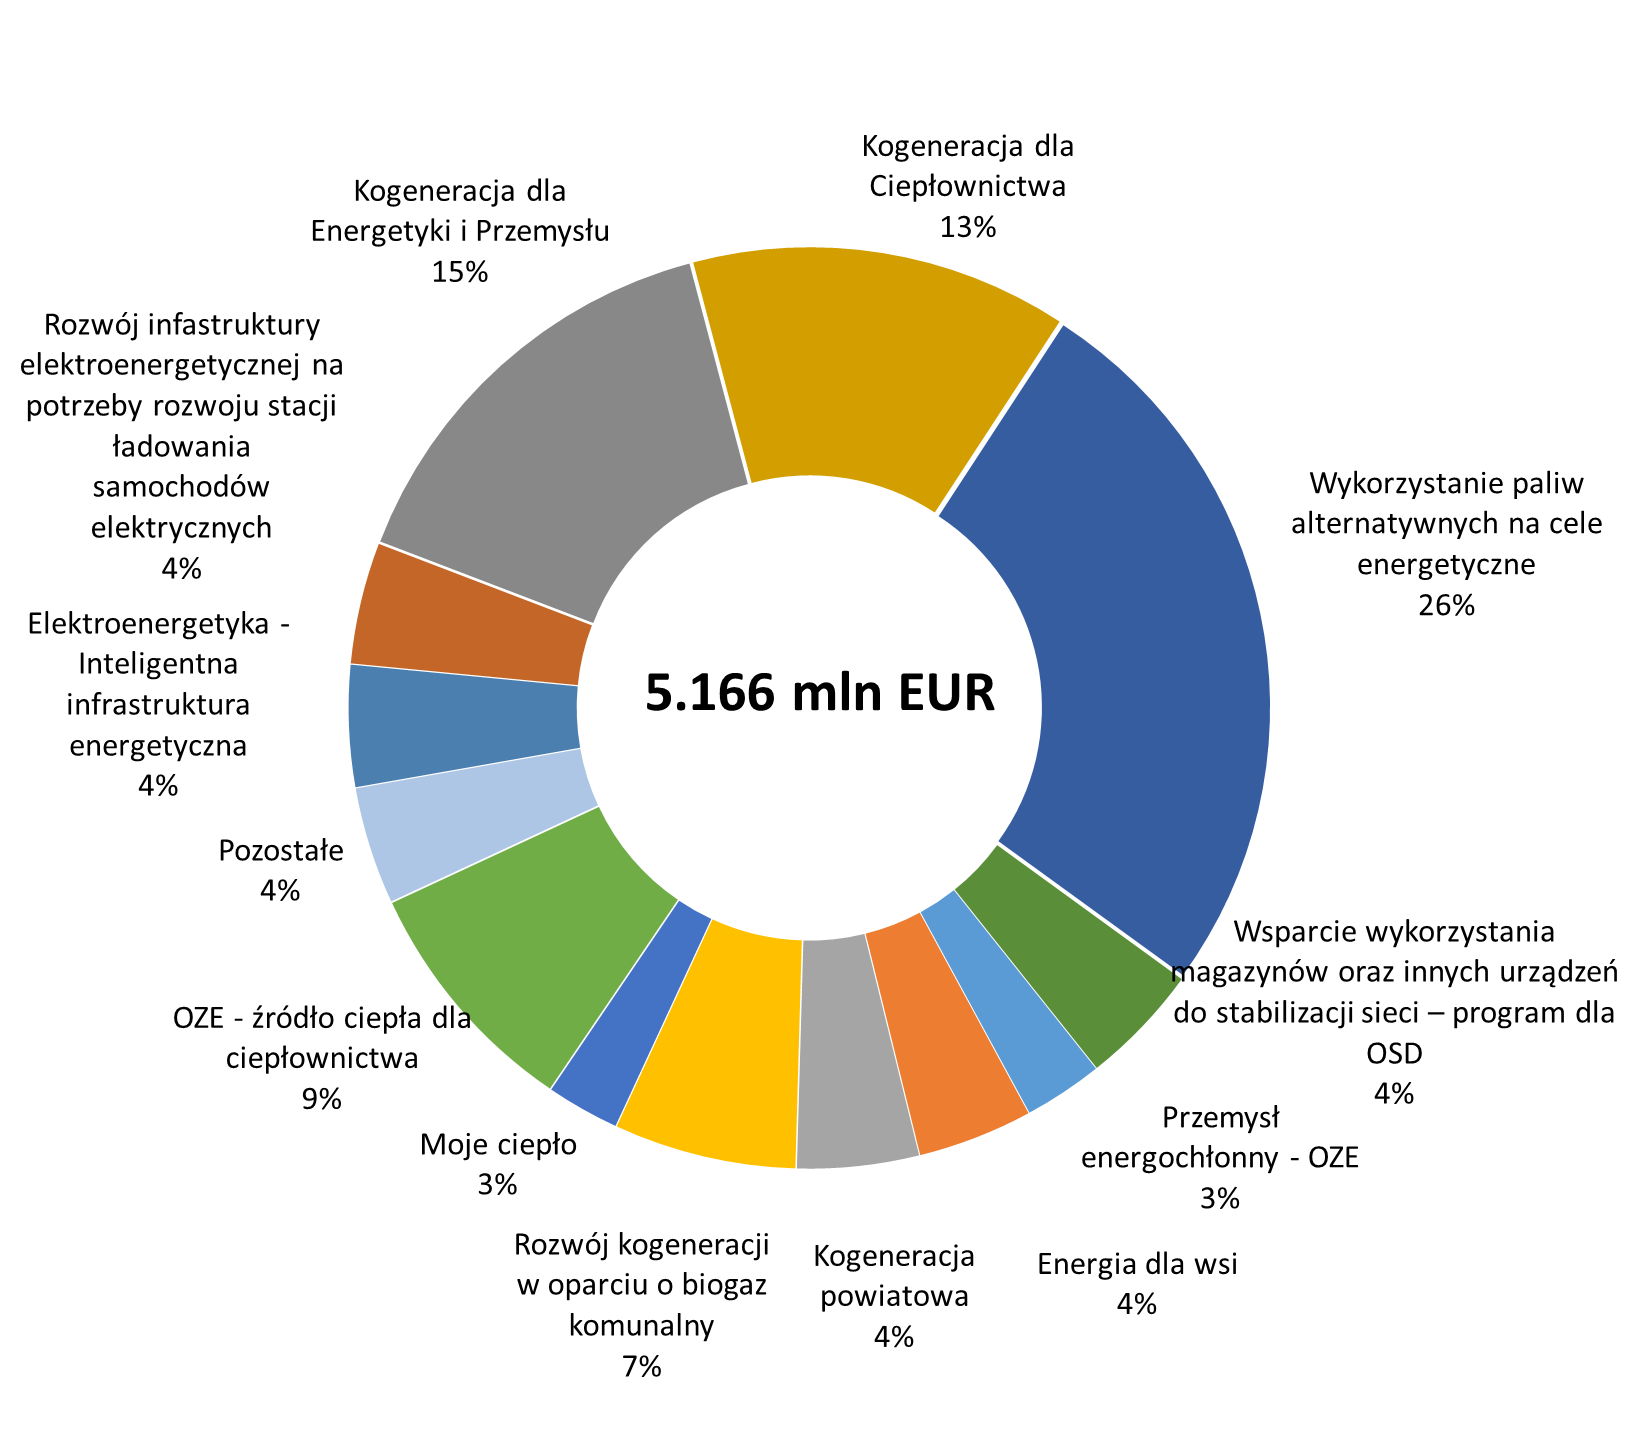 Kogeneracja dla
Ciepłownictwa
13%
Kogeneracja dla
Energetyki i Przemysłu
15%
Rozwój infastruktury
elektroenergetycznej na
potrzeby rozwoju stacji
ładowania
samochodów
elektrycznych
4%
Wykorzystanie paliw
alternatywnych na cele
energetyczne
26%
Elektroenergetyka -
Inteligentna
infrastruktura
energetyczna
4%
5.166 mln EUR
Pozostałe
4%
Wsparcie wykorzystania
magazynów oraz innych urządzeń
do stabilizacji sieci – program dla
OSD
4%
OZE - źródło ciepła dla
ciepłownictwa
9%
Przemysł
energochłonny - OZE
3%
Moje ciepło
3%
Rozwój kogeneracji
w oparciu o biogaz
komunalny
7%
Kogeneracja
powiatowa
4%
Energia dla wsi
4%